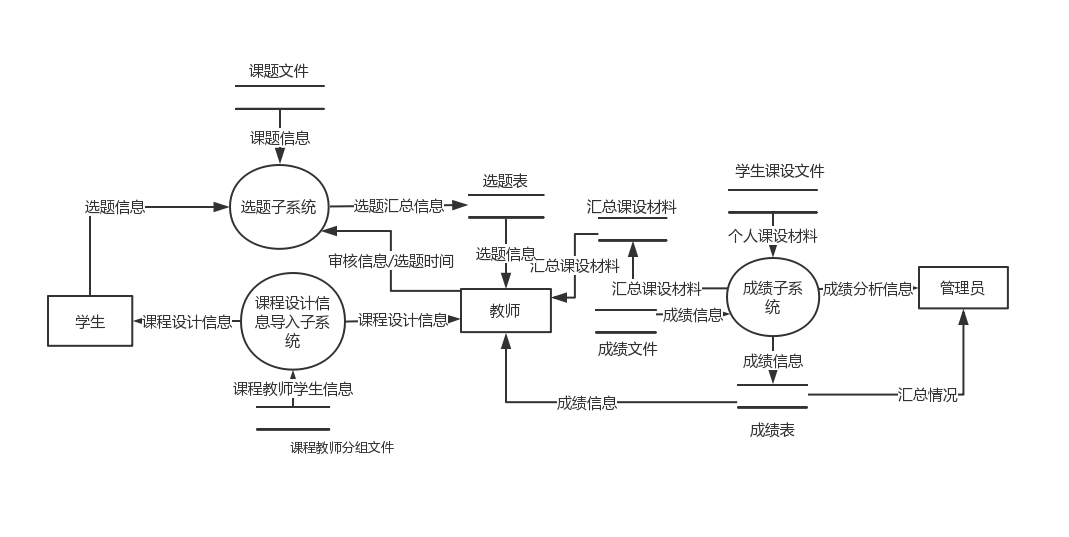 课题文件
课题信息
学生课设文件
选题表
选题信息
选题子系统
选题汇总信息
汇总课设材料
个人课设材料
选题信息
审核信息/选题时间
汇总课设材料
汇总课设材料
成绩子系
统
成绩分析信息
管理员
课程设计信
息导入子系
统
学生
课程设计信息
课程设计信息
教师
成绩信息
成绩文件
成绩信息
课程教师学生信息
成绩信息
汇总情况
成绩表
课程教师分组文件